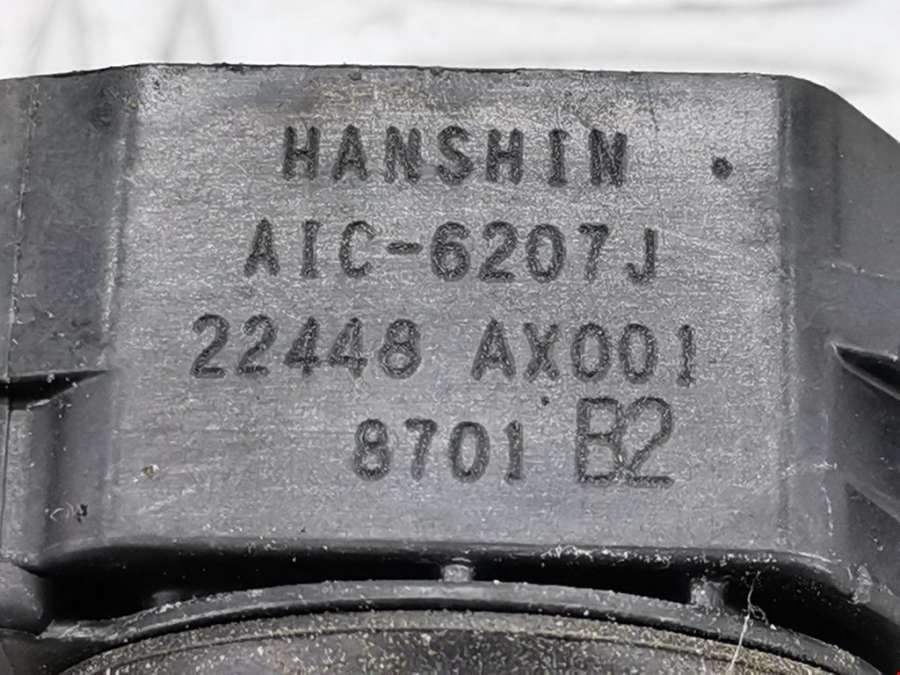 HANSHIN
AIC-6207J
22448 AX001
8701 B2